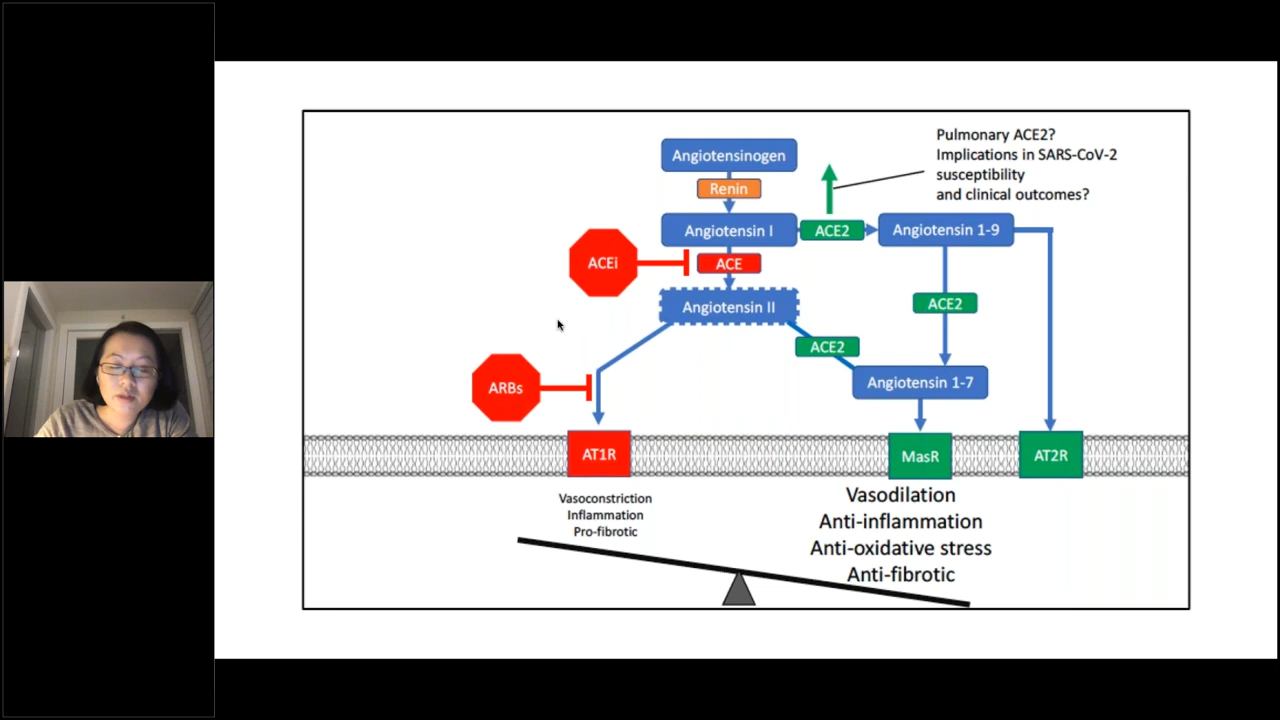 Pulmonary ACE2?
Implications in SARS-CoV-2
susceptibility
and clinical outcomes?
Angiotensinogen
Renin
Angiotensin I
ACE2
Angiotensin 1-9
ACEi
ACE
Angiotensin II
ACE2
ACE2
ARBs
Angiotensin 1-7
AT1R
MasR
AT2R
Vasoconstriction
Inflammation
Pro-fibrotic
Vasodilation
Anti-inflammation
Anti-oxidative stress
Anti-fibrotic